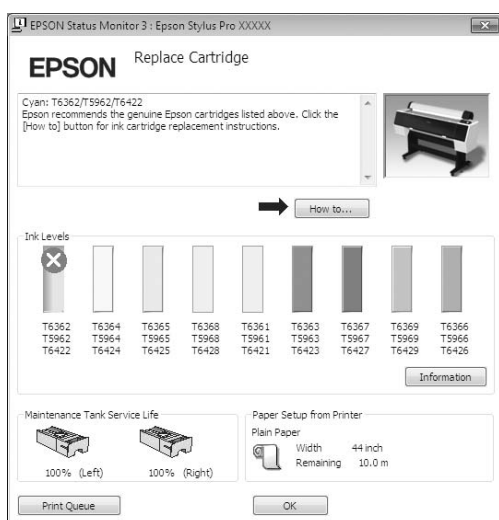 EPSON Status Monitor 3 : Epson Stylus Pro XXXXX
EPSON
Replace Cartridge
Cyan: T6362/T5962/T6422
Epson recommends the genuine Epson cartridges listed above. Click the
[How to] button for ink cartridge replacement instructions.
How to...
Ink Levels
T6362 T6364 T6365 T6368 T6361 T6363 T6367 T6369 T6366
T5962 T5964 T5965 T5968 T5961 T5963 T5967 T5969 T5966
T6422 T6424 T6425 T6428 T6421 T6423 T6427 T6429 T6426
Information
Maintenance Tank Service Life
100% (Left) 100% (Right)
Paper Setup from Printer
Plain Paper
Width 44 inch
Remaining 10.0 m
Print Queue
OK